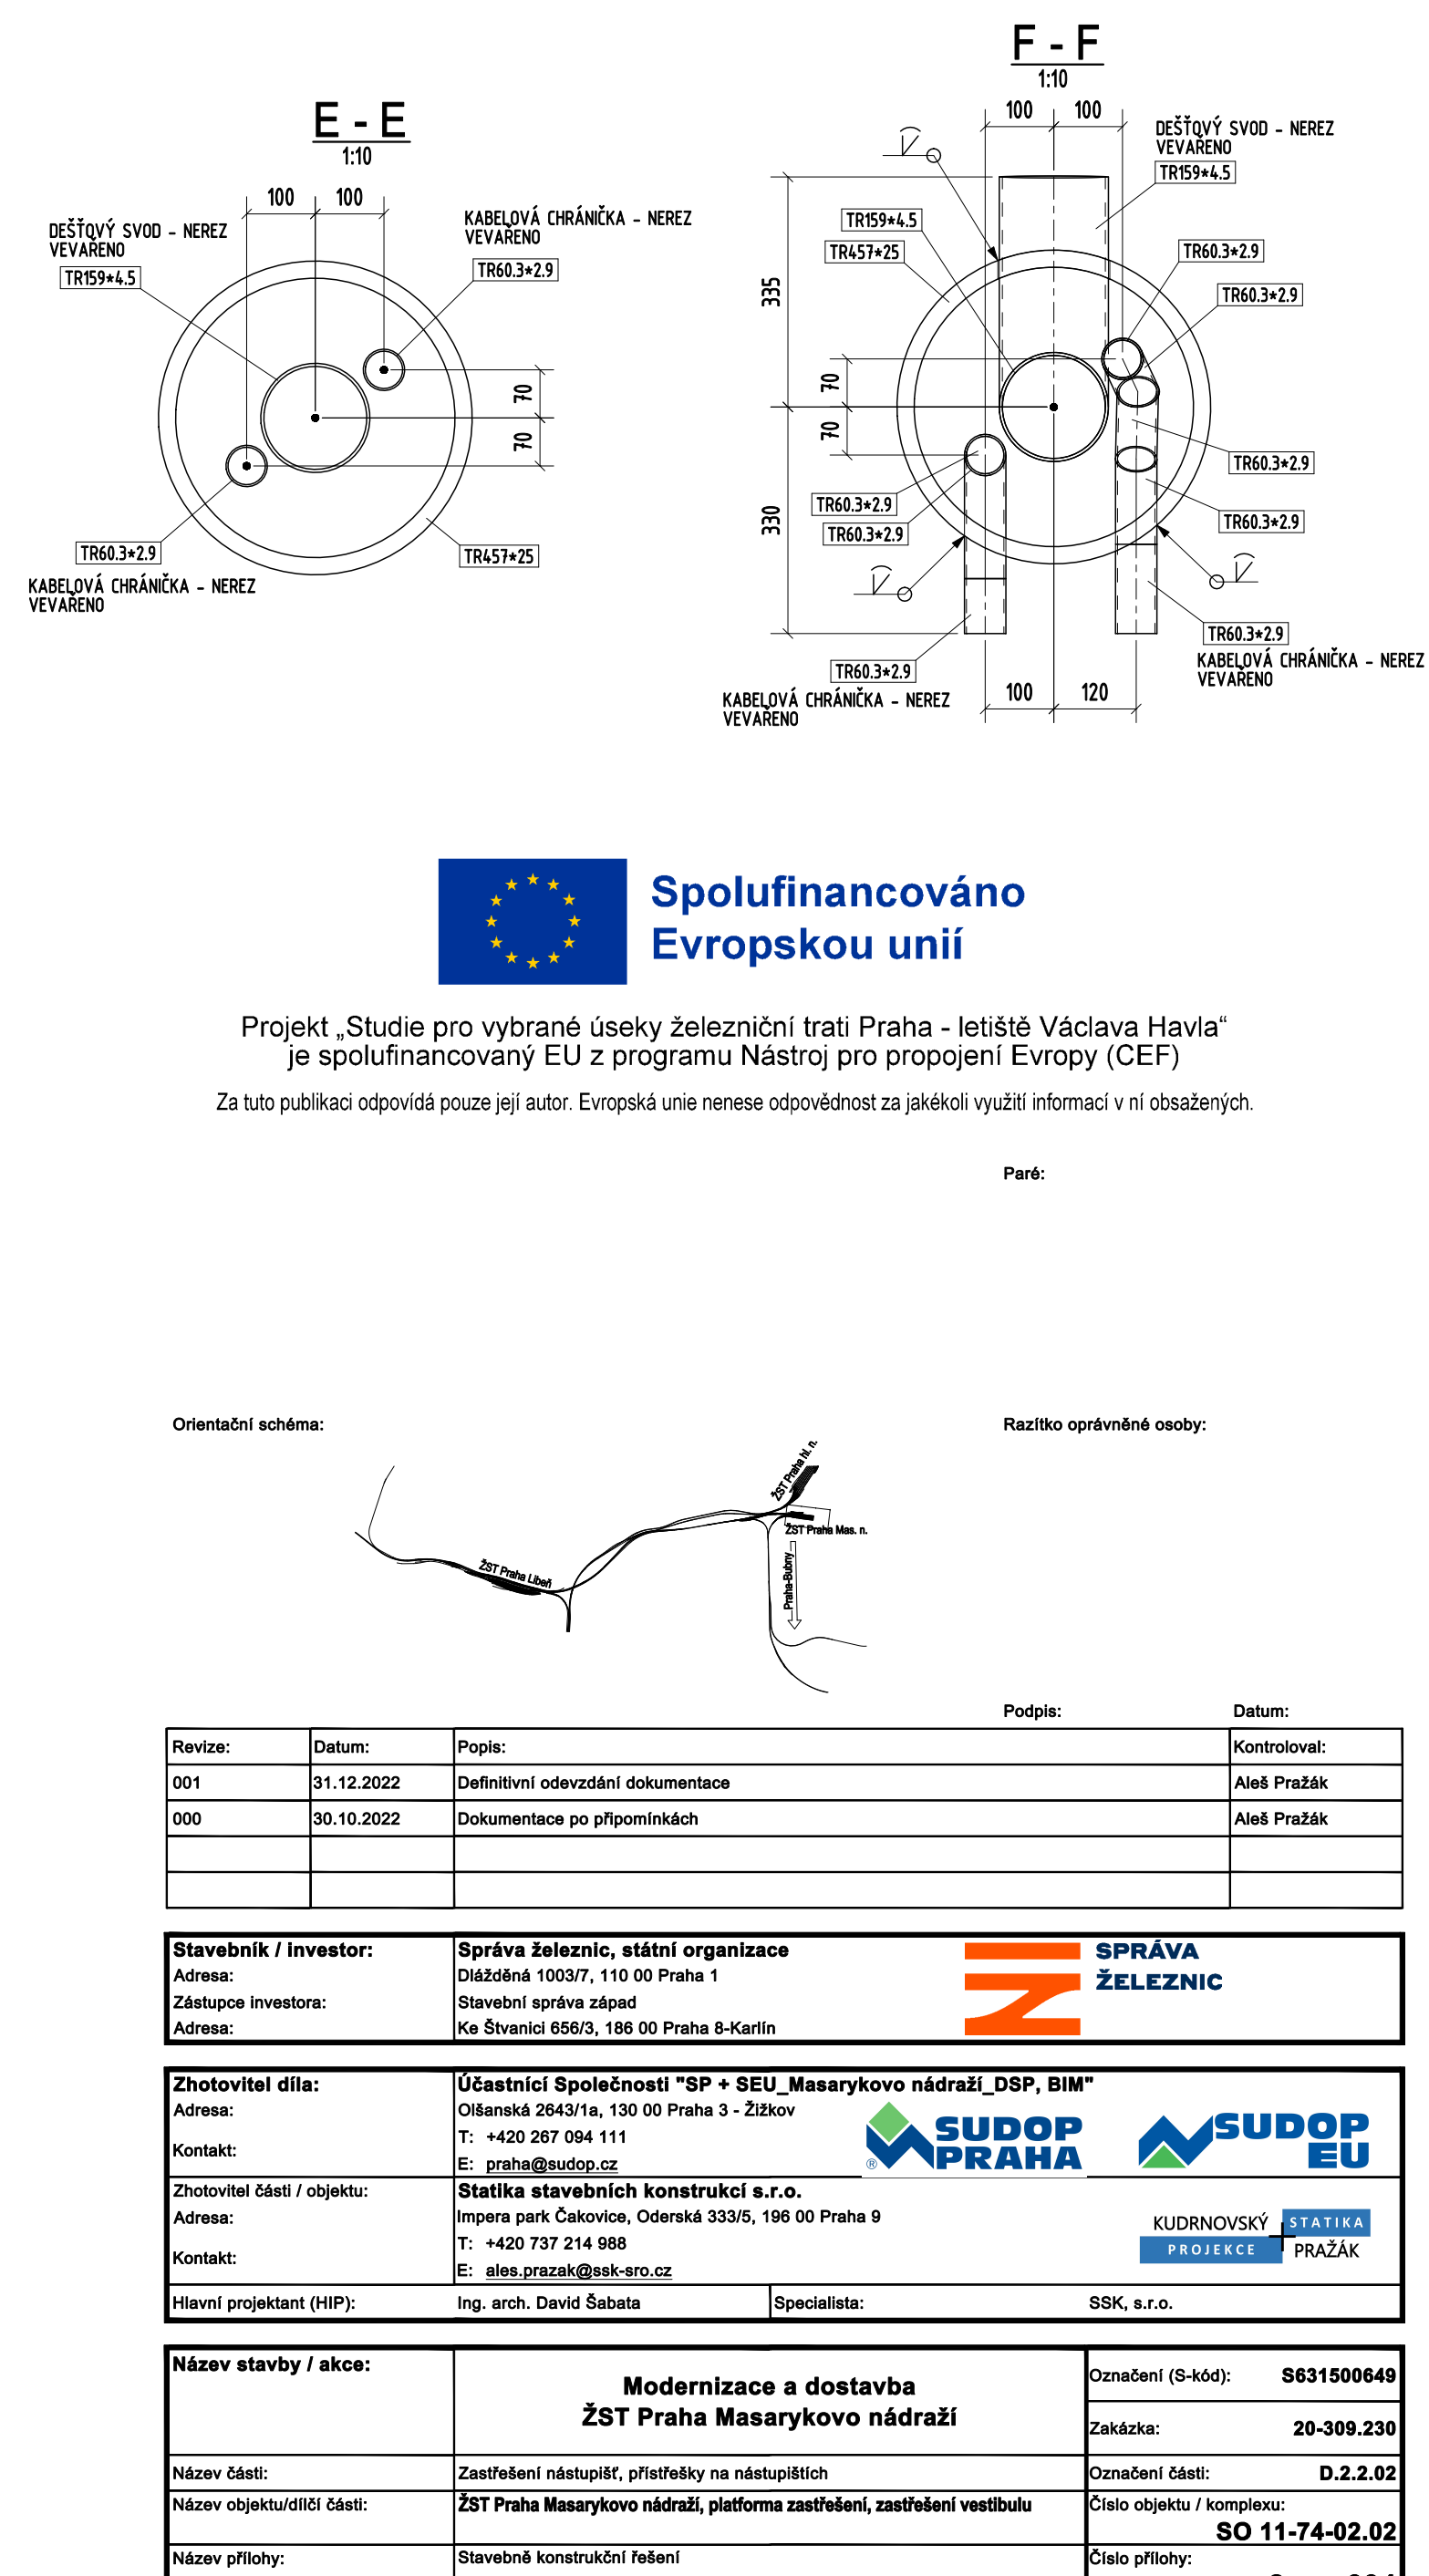 E - E
1:10
100
100
DEŠŤOVÝ SVOD - NEREZ
VEVAŘENO
TR159*4.5
KABELOVÁ CHRÁNIČKA - NEREZ
VEVAŘENO
TR60.3*2.9
70
70
TR60.3*2.9
KABELOVÁ CHRÁNIČKA - NEREZ
VEVAŘENO
TR457*25
F - F
1:10
100
100
DEŠŤOVÝ SVOD - NEREZ
VEVAŘENO
TR159*4.5
TR159*4.5
TR457*25
TR60.3*2.9
TR60.3*2.9
335
70
70
330
TR60.3*2.9
TR60.3*2.9
TR60.3*2.9
TR60.3*2.9
TR60.3*2.9
KABELOVÁ CHRÁNIČKA - NEREZ
VEVAŘENO
TR60.3*2.9
KABELOVÁ CHRÁNIČKA - NEREZ
VEVAŘENO
100
120
Spolufinancováno
Evropskou unií
Projekt „Studie pro vybrané úseky železniční trati Praha - letiště Václava Havla“
je spolufinancovaný EU z programu Nástroj pro propojení Evropy (CEF)
Za tuto publikaci odpovídá pouze její autor. Evropská unie nenese odpovědnost za jakékoli využití informací v ní obsažených.
Paré:
Orientační schéma:
Razítko oprávněné osoby:
ŽST Praha hl. n.
ŽST Praha Mas. n.
ŽST Praha Libeň
Praha-Bubny
Podpis:
Datum:
Revize: Datum: Popis: Kontroloval:
001 31.12.2022 Definitivní odevzdání dokumentace Aleš Pražák
000 30.10.2022 Dokumentace po připomínkách Aleš Pražák
Stavebník / investor: Správa železnic, státní organizace
Adresa: Dlážděná 1003/7, 110 00 Praha 1
Zástupce investora: Stavební správa západ
Adresa: Ke Štvanici 656/3, 186 00 Praha 8-Karlín
SPRÁVA
ŽELEZNIC
Zhotovitel díla: Účastnící Společnosti "SP + SEU_Masarykovo nádraží_DSP, BIM"
Adresa: Olšanská 2643/1a, 130 00 Praha 3 - Žižkov
Kontakt: T: +420 267 094 111
E: praha@sudop.cz
SUDOP
PRAHA
®
SUDOP
EU
Zhotovitel části / objektu: Statika stavebních konstrukcí s.r.o.
Adresa: Impera park Čakovice, Oderská 333/5, 196 00 Praha 9
Kontakt: T: +420 737 214 988
E: ales.prazak@ssk-sro.cz
KUDRNOVSKÝ STATIKA
PROJEKCE PRAŽÁK
Hlavní projektant (HIP): Ing. arch. David Šabata Specialista: SSK, s.r.o.
Název stavby / akce:
Modernizace a dostavba
ŽST Praha Masarykovo nádraží
Označení (S-kód): S631500649
Zakázka: 20-309.230
Název části: Zastřešení nástupišť, přístřešky na nástupištích Označení části: D.2.2.02
Název objektu/dílčí části: ŽST Praha Masarykovo nádraží, platforma zastřešení, zastřešení vestibulu Číslo objektu / komplexu:
SO 11-74-02.02
Název přílohy: Stavebně konstrukční řešení Číslo přílohy: